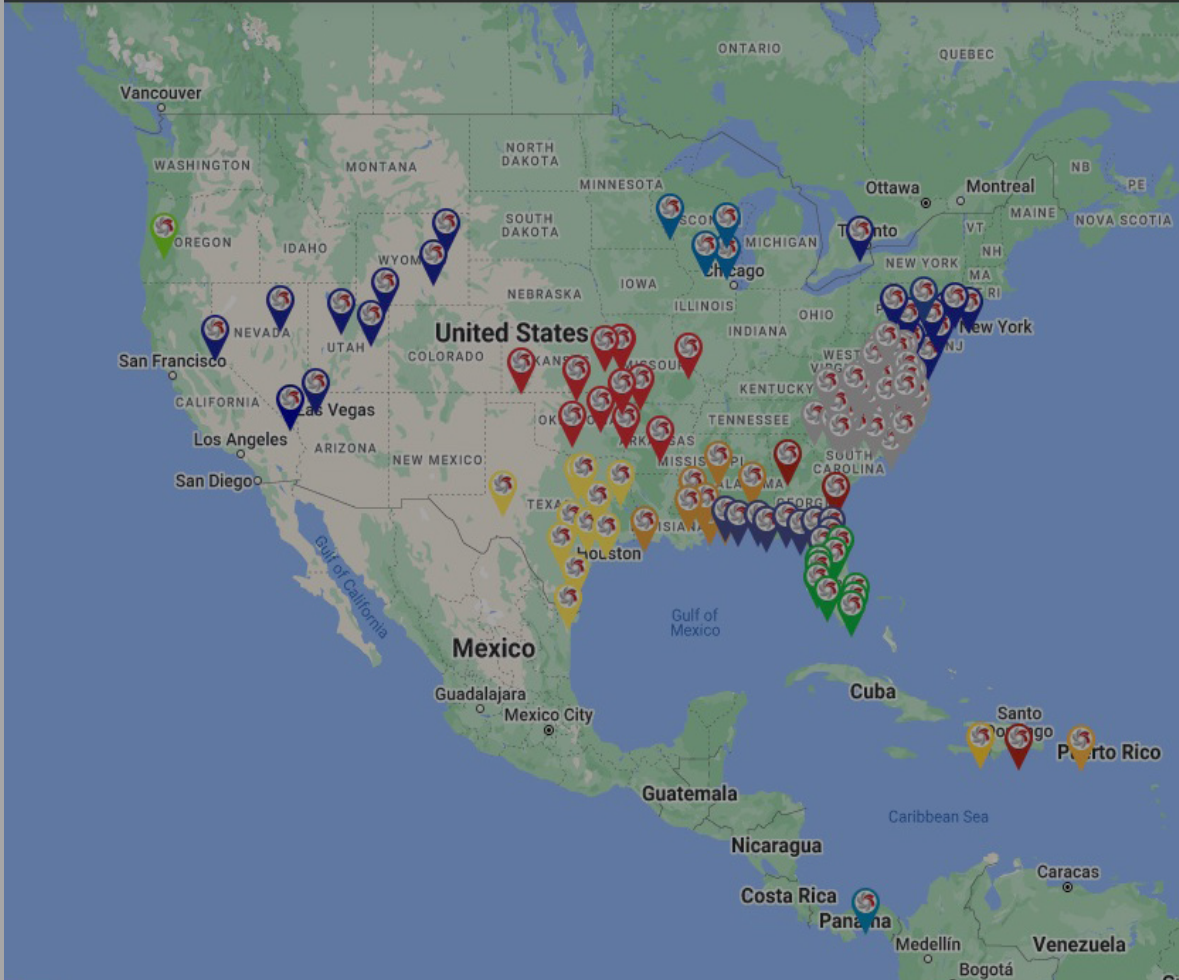 ONTARIO
QUEBEC
Vancouver
WASHINGTON
MONTANA
NORTH
DAKOTA
MINNESOTA
NB
PE
Ottawa
Montreal
MAINE
NOVA SCOTIA
SOUTH
DAKOTA
VT
NH
OREGON
IDAHO
MICHIGAN
NEW YORK
MA
RI
Chicago
IOWA
NEBRASKA
ILLINOIS
OHIO
INDIANA
United States
NEVADA
UTAH
COLORADO
New York
NJ
San Francisco
WEST
KENTUCKY
CALIFORNIA
Las Vegas
TENNESSEE
Los Angeles
ARIZONA
NEW MEXICO
SOUTH
CAROLINA
San Diego
Houston
Gulf of California
Gulf of
Mexico
Mexico
Guadalajara
Mexico City
Cuba
Santo
Puerto Rico
Guatemala
Caribbean Sea
Nicaragua
Caracas
Costa Rica
Panama
Medellín
Venezuela
Bogotá